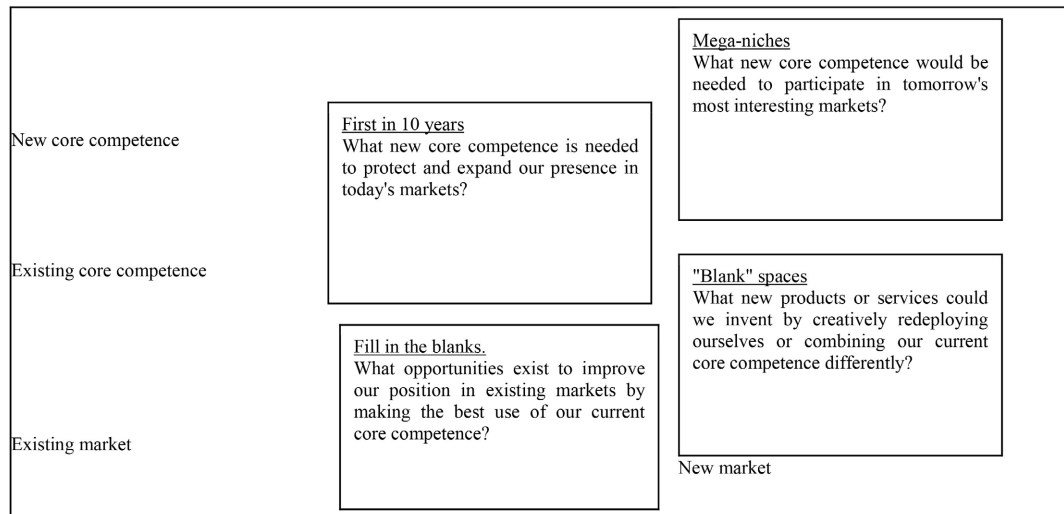 Mega-niches
What new core competence would be
needed to participate in tomorrow's
most interesting markets?
New core competence
First in 10 years
What new core competence is needed
to protect and expand our presence in
today's markets?
Existing core competence
"Blank" spaces
What new products or services could
we invent by creatively redeploying
ourselves or combining our current
core competence differently?
Fill in the blanks.
What opportunities exist to improve
our position in existing markets by
making the best use of our current
core competence?
Existing market
New market